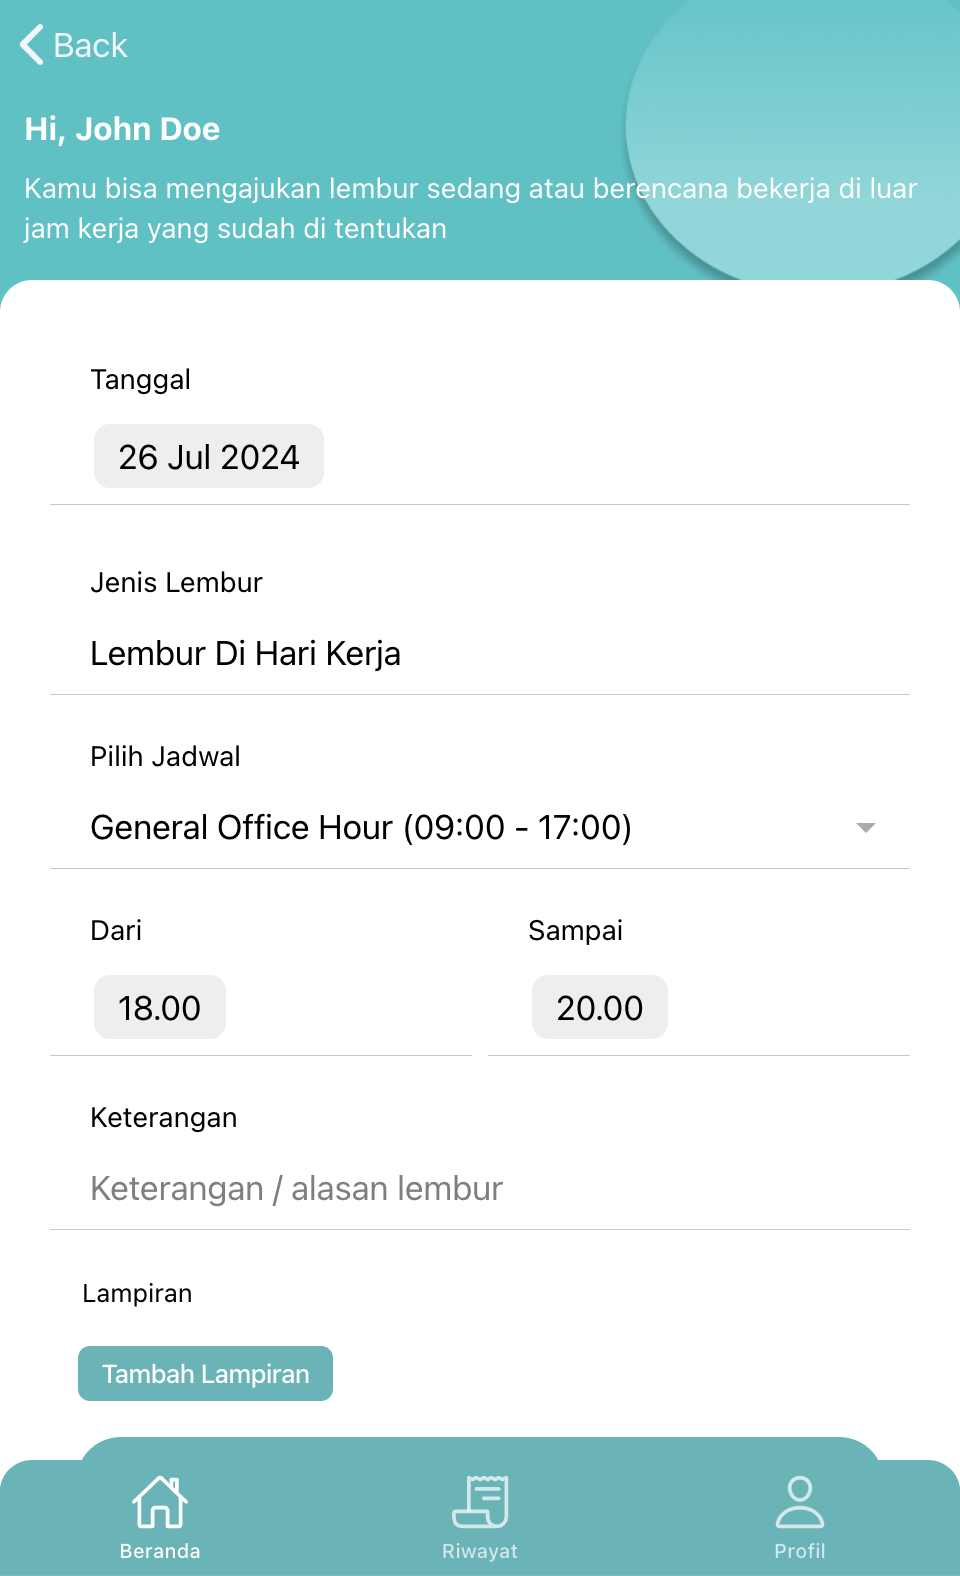 Back
Hi, John Doe
Kamu bisa mengajukan lembur sedang atau berencana bekerja di luar
jam kerja yang sudah di tentukan
Tanggal
26 Jul 2024
Jenis Lembur
Lembur Di Hari Kerja
Pilih Jadwal
General Office Hour (09:00 - 17:00)
Dari
Sampai
18.00
20.00
Keterangan
Keterangan / alasan lembur
Lampiran
Tambah Lampiran
Beranda
Riwayat
Profil